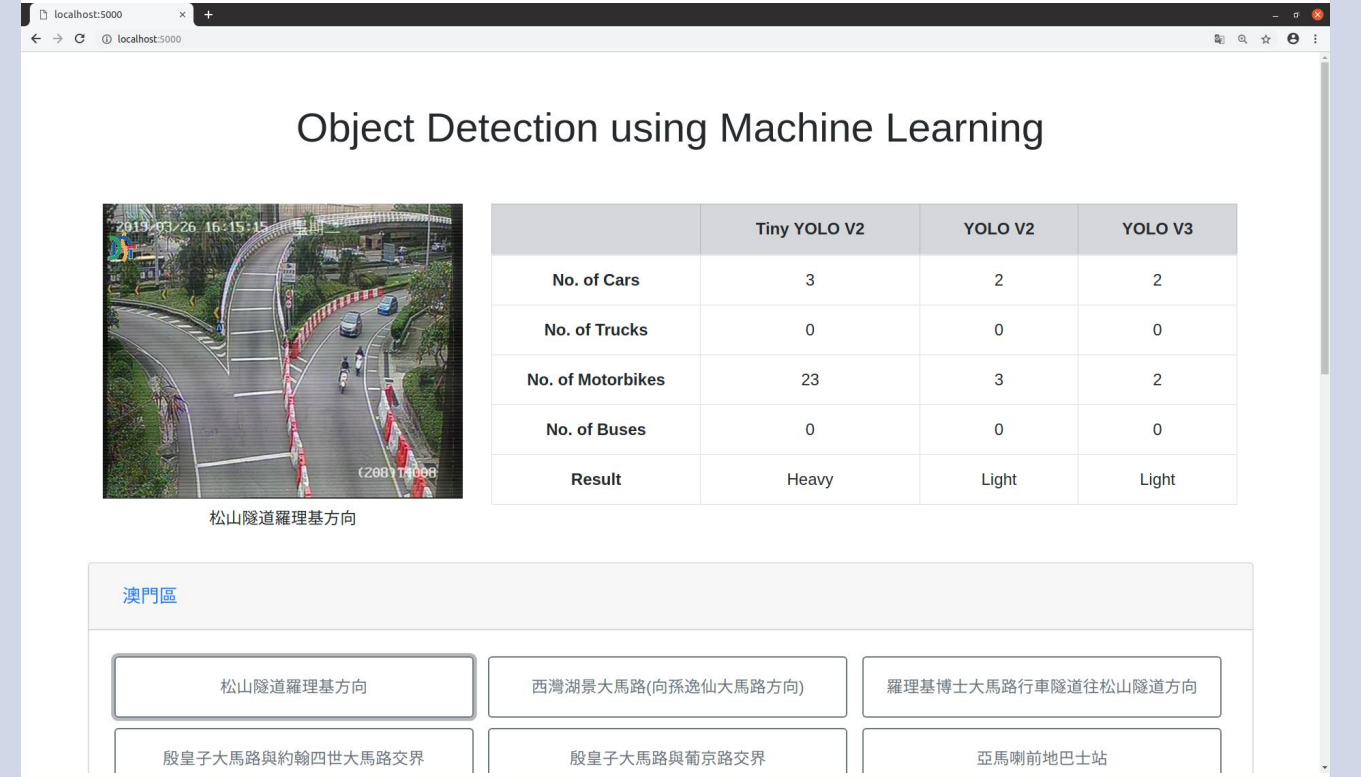 localhost:5000
localhost:5000
Object Detection using Machine Learning
2019/03/26 16:15:15 星期二
(208)T4008
松山隧道羅理基方向
Tiny YOLO V2 YOLO V2 YOLO V3
No. of Cars 3 2 2
No. of Trucks 0 0 0
No. of Motorbikes 23 3 2
No. of Buses 0 0 0
Result Heavy Light Light
澳門區
松山隧道羅理基方向 西灣湖景大馬路(向孫逸仙大馬路方向) 羅理基博士大馬路行車隧道往松山隧道方向
殷皇子大馬路與約翰四世大馬路交界 殷皇子大馬路與葡京路交界 亞馬喇前地巴士站